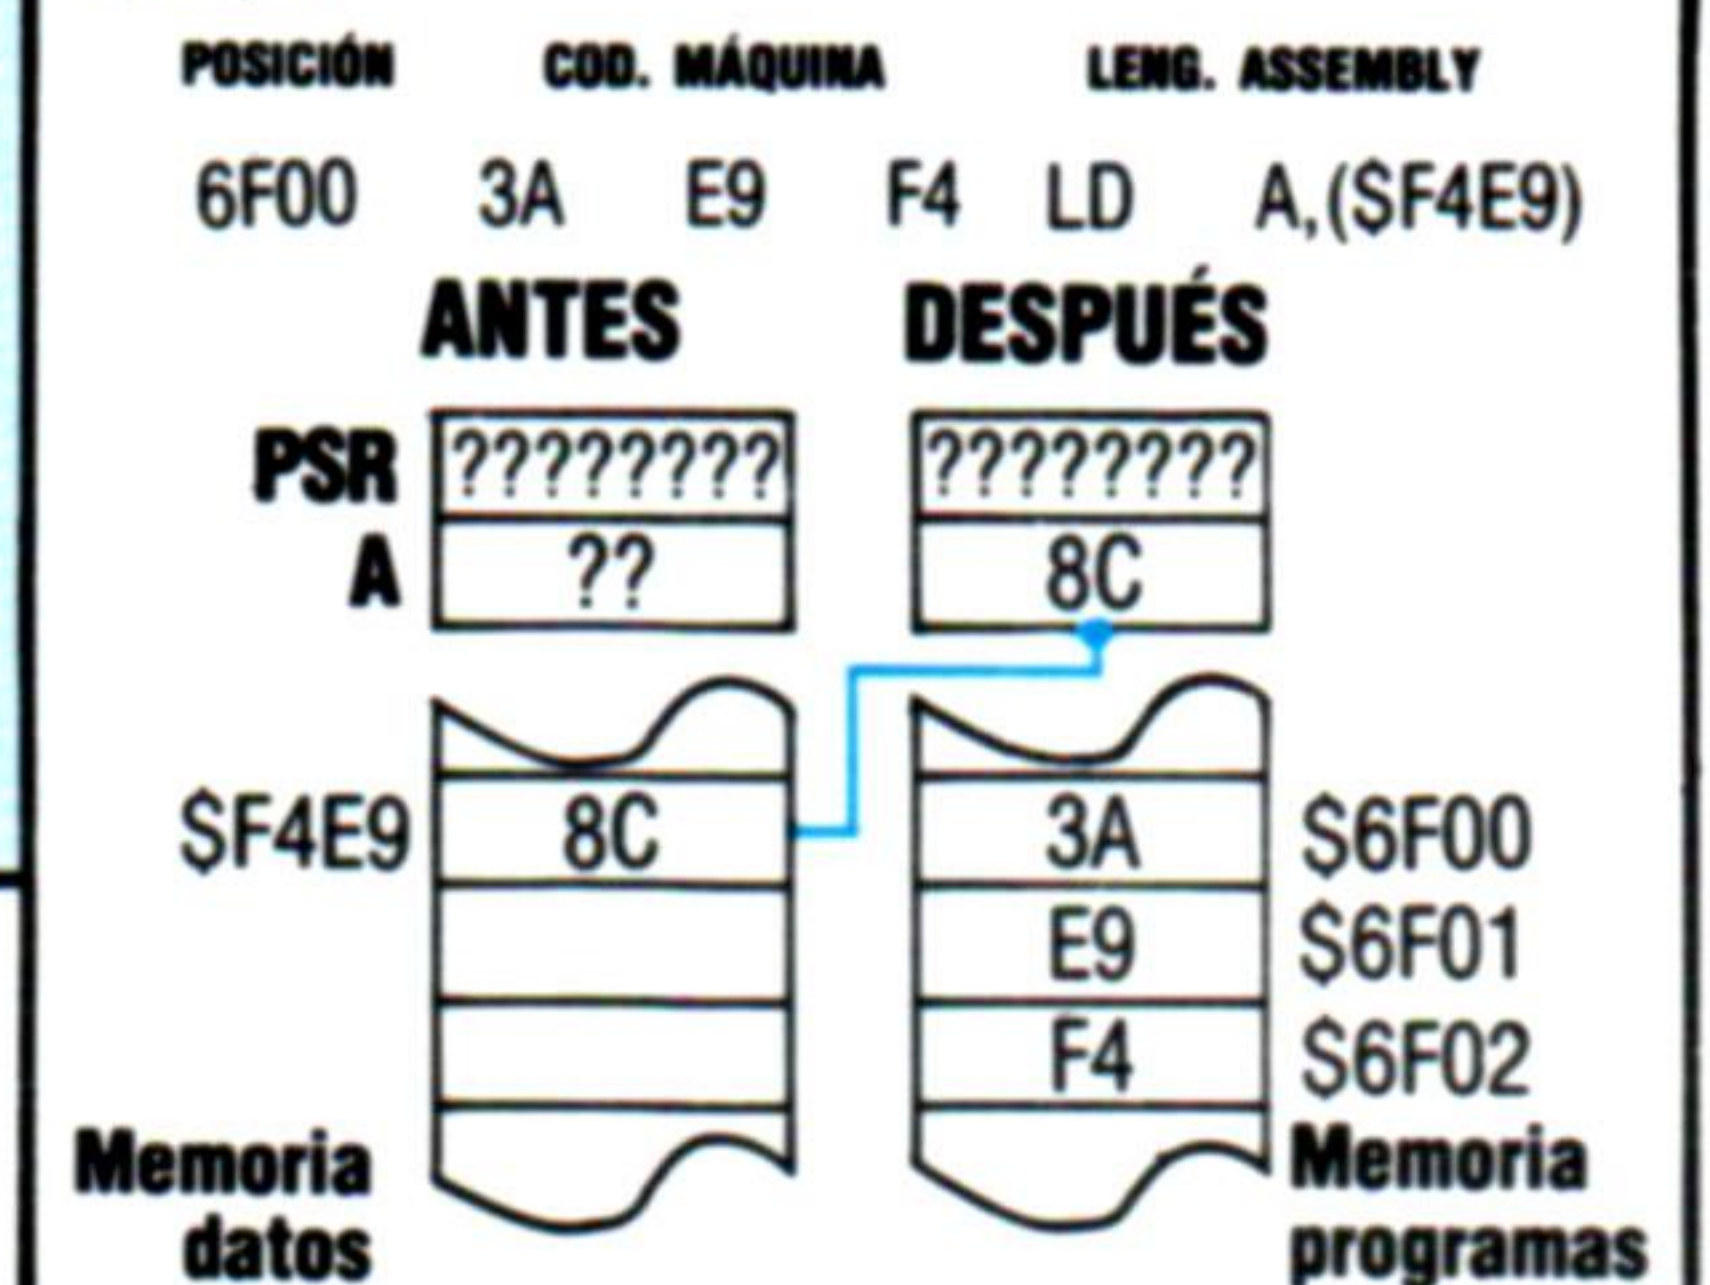 POSICIÓN COD. MÁQUINA LENG. ASSEMBLY
6F00 3A E9 F4 LD A,($F4E9)
ANTES DESPUÉS
PSR ???????? ????????
A ?? 8C
$F4E9 8C 3A $6F00
E9 $6F01
F4 $6F02
Memoria datos
Memoria programas